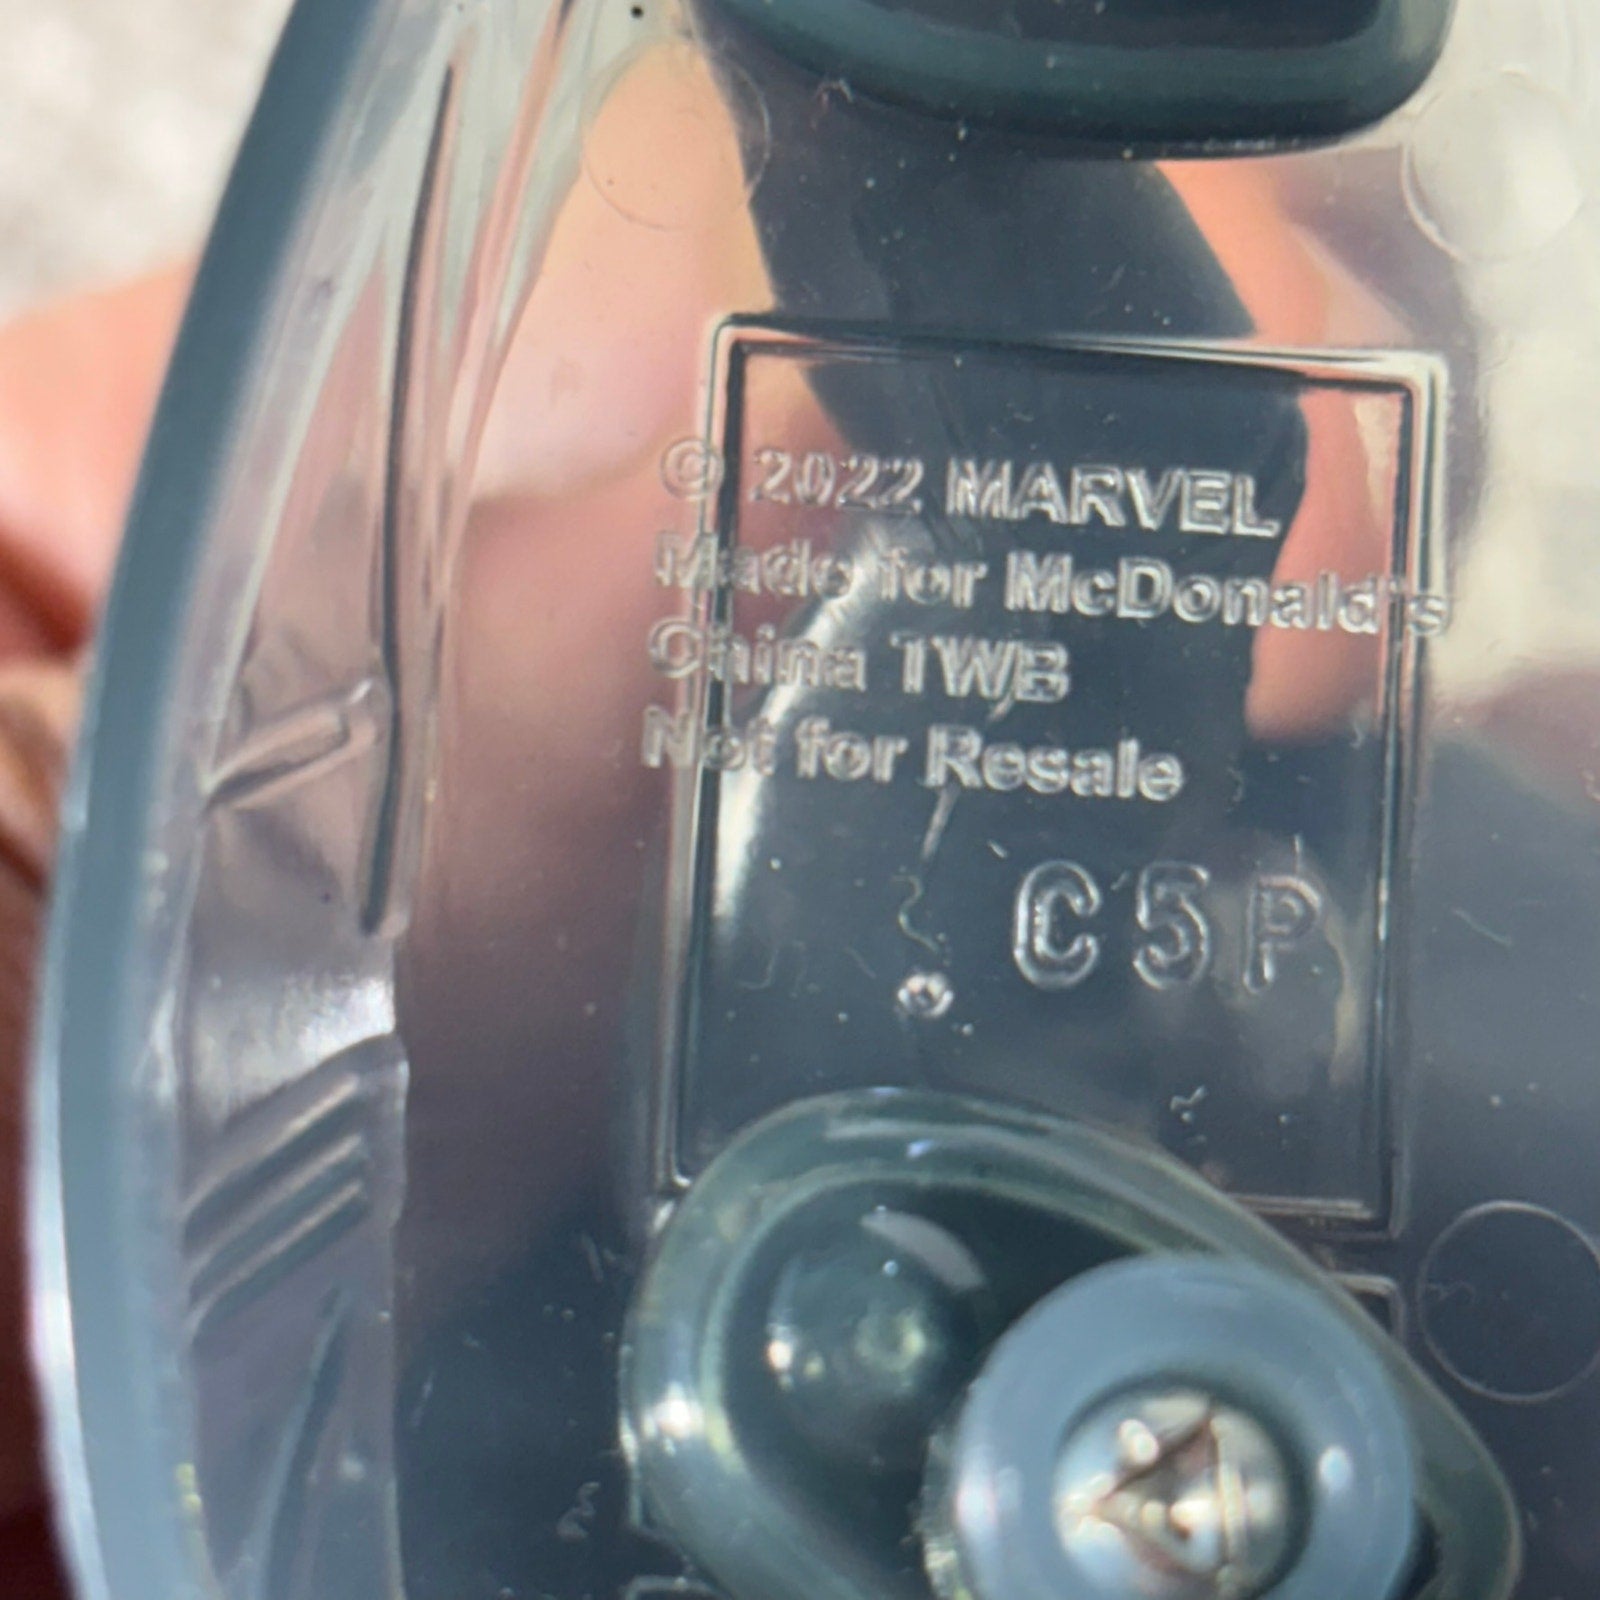 © 2022 MARVEL
Made for McDonald's
China TWB
Not for Resale
C5P